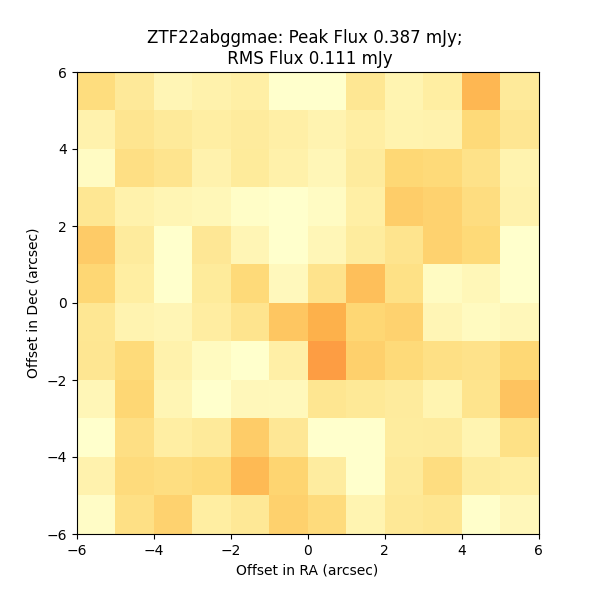 ZTF22abggmae: Peak Flux 0.387 mJy;
RMS Flux 0.111 mJy
6
4
2
0
−2
−4
−6
Offset in Dec (arcsec)
−6 −4 −2 0 2 4 6
Offset in RA (arcsec)